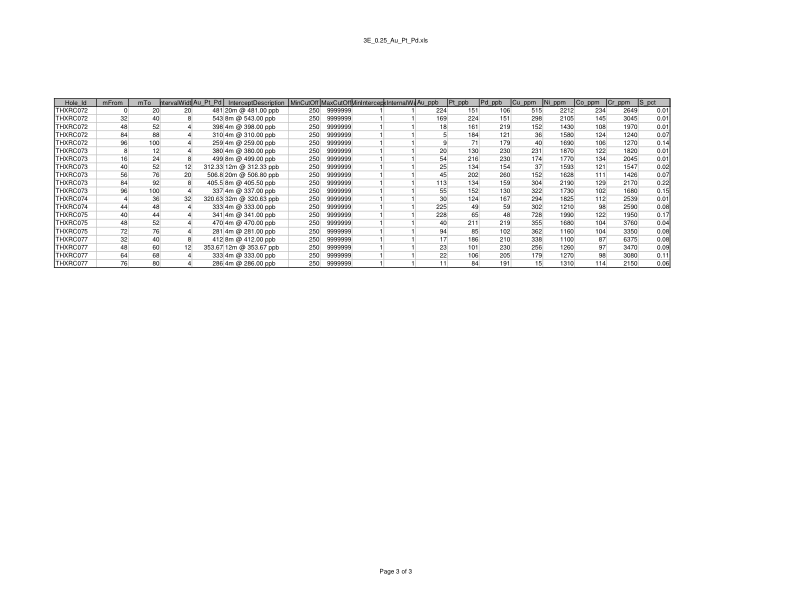 3E_0.25_Au_Pt_Pd.xls
Hole_Id mFrom mTo ntervalWidt Au_Pt_Pd InterceptDescription MinCutOff MaxCutOff MinIntercep InternalWa Au_ppb Pt_ppb Pd_ppb Cu_ppm Ni_ppm Co_ppm Cr_ppm S_pct
THXRC072 0 20 20 481 20m @ 481.00 ppb 250 9999999 1 1 224 151 106 515 2212 234 2649 0.01
THXRC072 32 40 8 543 8m @ 543.00 ppb 250 9999999 1 1 169 224 151 298 2105 145 3045 0.01
THXRC072 48 52 4 398 4m @ 398.00 ppb 250 9999999 1 1 18 161 219 152 1430 108 1970 0.01
THXRC072 84 88 4 310 4m @ 310.00 ppb 250 9999999 1 1 5 184 121 36 1580 124 1240 0.07
THXRC072 96 100 4 259 4m @ 259.00 ppb 250 9999999 1 1 9 71 179 40 1690 106 1270 0.14
THXRC073 8 12 4 380 4m @ 380.00 ppb 250 9999999 1 1 20 130 230 231 1870 122 1820 0.01
THXRC073 16 24 8 499 8m @ 499.00 ppb 250 9999999 1 1 54 216 230 174 1770 134 2045 0.01
THXRC073 40 52 12 312.33 12m @ 312.33 ppb 250 9999999 1 1 25 134 154 37 1593 121 1547 0.02
THXRC073 56 76 20 506.8 20m @ 506.80 ppb 250 9999999 1 1 45 202 260 152 1628 111 1426 0.07
THXRC073 84 92 8 405.5 8m @ 405.50 ppb 250 9999999 1 1 113 134 159 304 2190 129 2170 0.22
THXRC073 96 100 4 337 4m @ 337.00 ppb 250 9999999 1 1 55 152 130 322 1730 102 1680 0.15
THXRC074 4 36 32 320.63 32m @ 320.63 ppb 250 9999999 1 1 30 124 167 294 1825 112 2539 0.01
THXRC074 44 48 4 333 4m @ 333.00 ppb 250 9999999 1 1 225 49 59 302 1210 98 2590 0.08
THXRC075 40 44 4 341 4m @ 341.00 ppb 250 9999999 1 1 228 65 48 728 1990 122 1950 0.17
THXRC075 48 52 4 470 4m @ 470.00 ppb 250 9999999 1 1 40 211 219 355 1680 104 3760 0.04
THXRC075 72 76 4 281 4m @ 281.00 ppb 250 9999999 1 1 94 85 102 362 1160 104 3350 0.08
THXRC077 32 40 8 412 8m @ 412.00 ppb 250 9999999 1 1 17 186 210 338 1100 87 6375 0.08
THXRC077 48 60 12 353.67 12m @ 353.67 ppb 250 9999999 1 1 23 101 230 256 1260 97 3470 0.09
THXRC077 64 68 4 333 4m @ 333.00 ppb 250 9999999 1 1 22 106 205 179 1270 98 3080 0.11
THXRC077 76 80 4 286 4m @ 286.00 ppb 250 9999999 1 1 11 84 191 15 1310 114 2150 0.06
Page 3 of 3